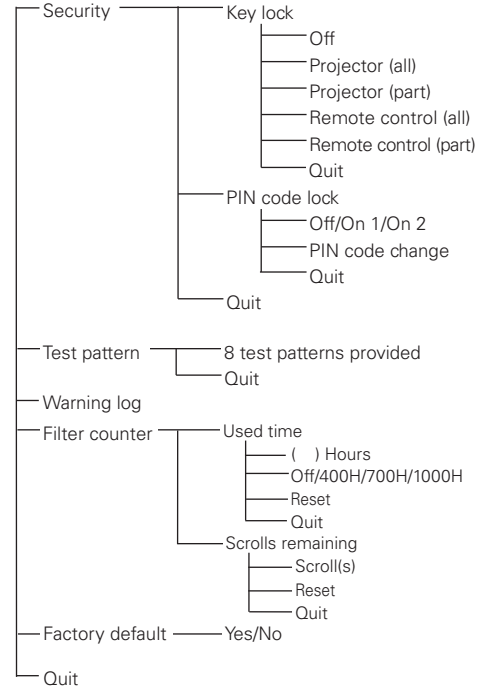 Security
Key lock
Off
Projector (all)
Projector (part)
Remote control (all)
Remote control (part)
Quit
PIN code lock
Off/On 1/On 2
PIN code change
Quit
Quit
Test pattern
8 test patterns provided
Quit
Warning log
Filter counter
Used time
( ) Hours
Off/400H/700H/1000H
Reset
Quit
Scrolls remaining
Scroll(s)
Reset
Quit
Factory default
Yes/No
Quit